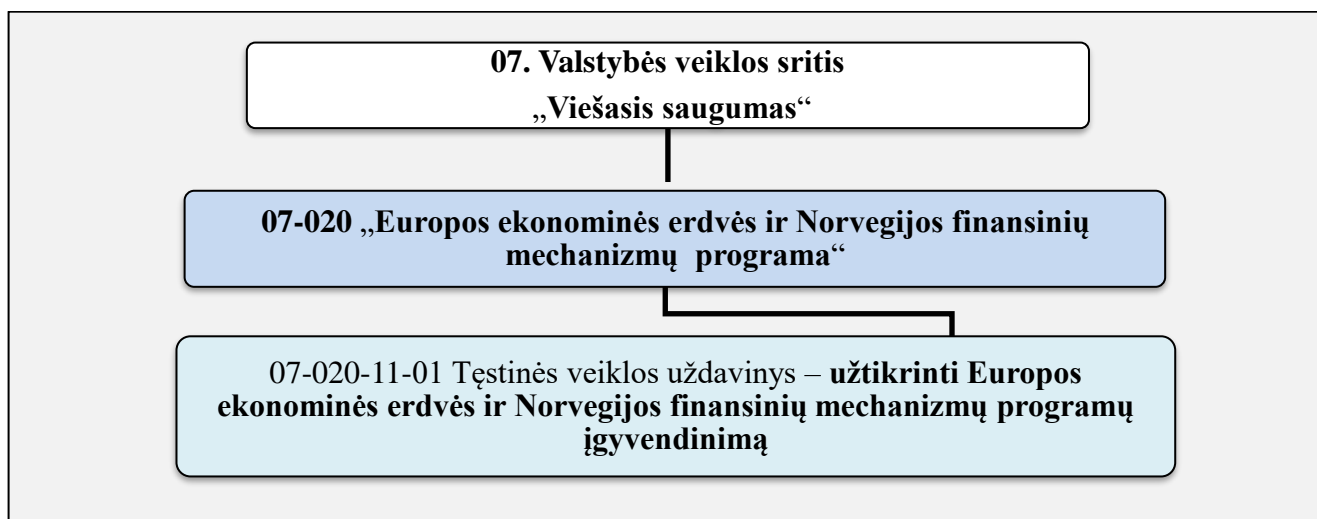 07. Valstybės veiklos sritis
„Viešasis saugumas“
07-020 „Europos ekonominės erdvės ir Norvegijos finansinių
mechanizmų programa“
07-020-11-01 Tęstinės veiklos uždavinys – užtikrinti Europos
ekonominės erdvės ir Norvegijos finansinių mechanizmų programų
įgyvendinimą